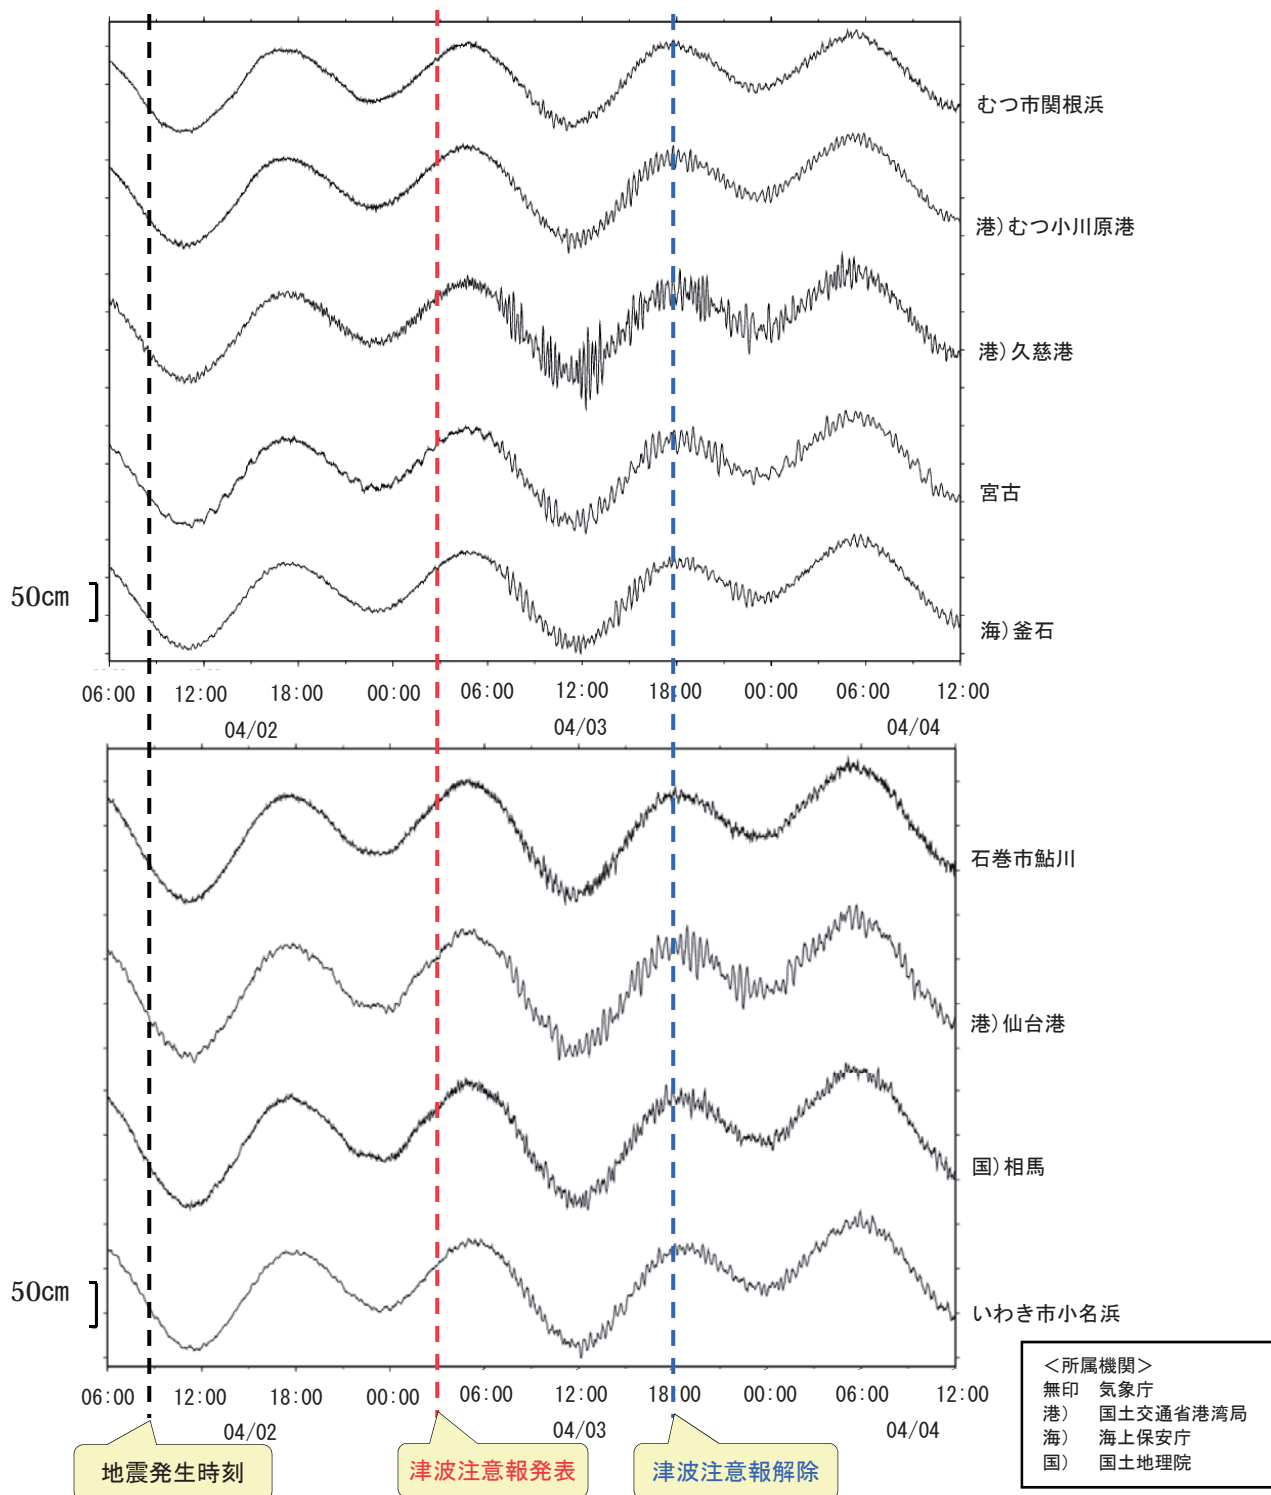 むつ市関根浜
港)むつ小川原港
港)久慈港
宮古
50cm
海)釜石
06:00 12:00 18:00 00:00 06:00 12:00 18:00 00:00 06:00 12:00
04/02 04/03 04/04
石巻市鮎川
港)仙台港
国)相馬
50cm
いわき市小名浜
06:00 12:00 18:00 00:00 06:00 12:00 18:00 00:00 06:00 12:00
04/02 04/03 04/04
地震発生時刻
津波注意報発表
津波注意報解除
＜所属機関＞
無印 気象庁
港) 国土交通省港湾局
海) 海上保安庁
国) 国土地理院